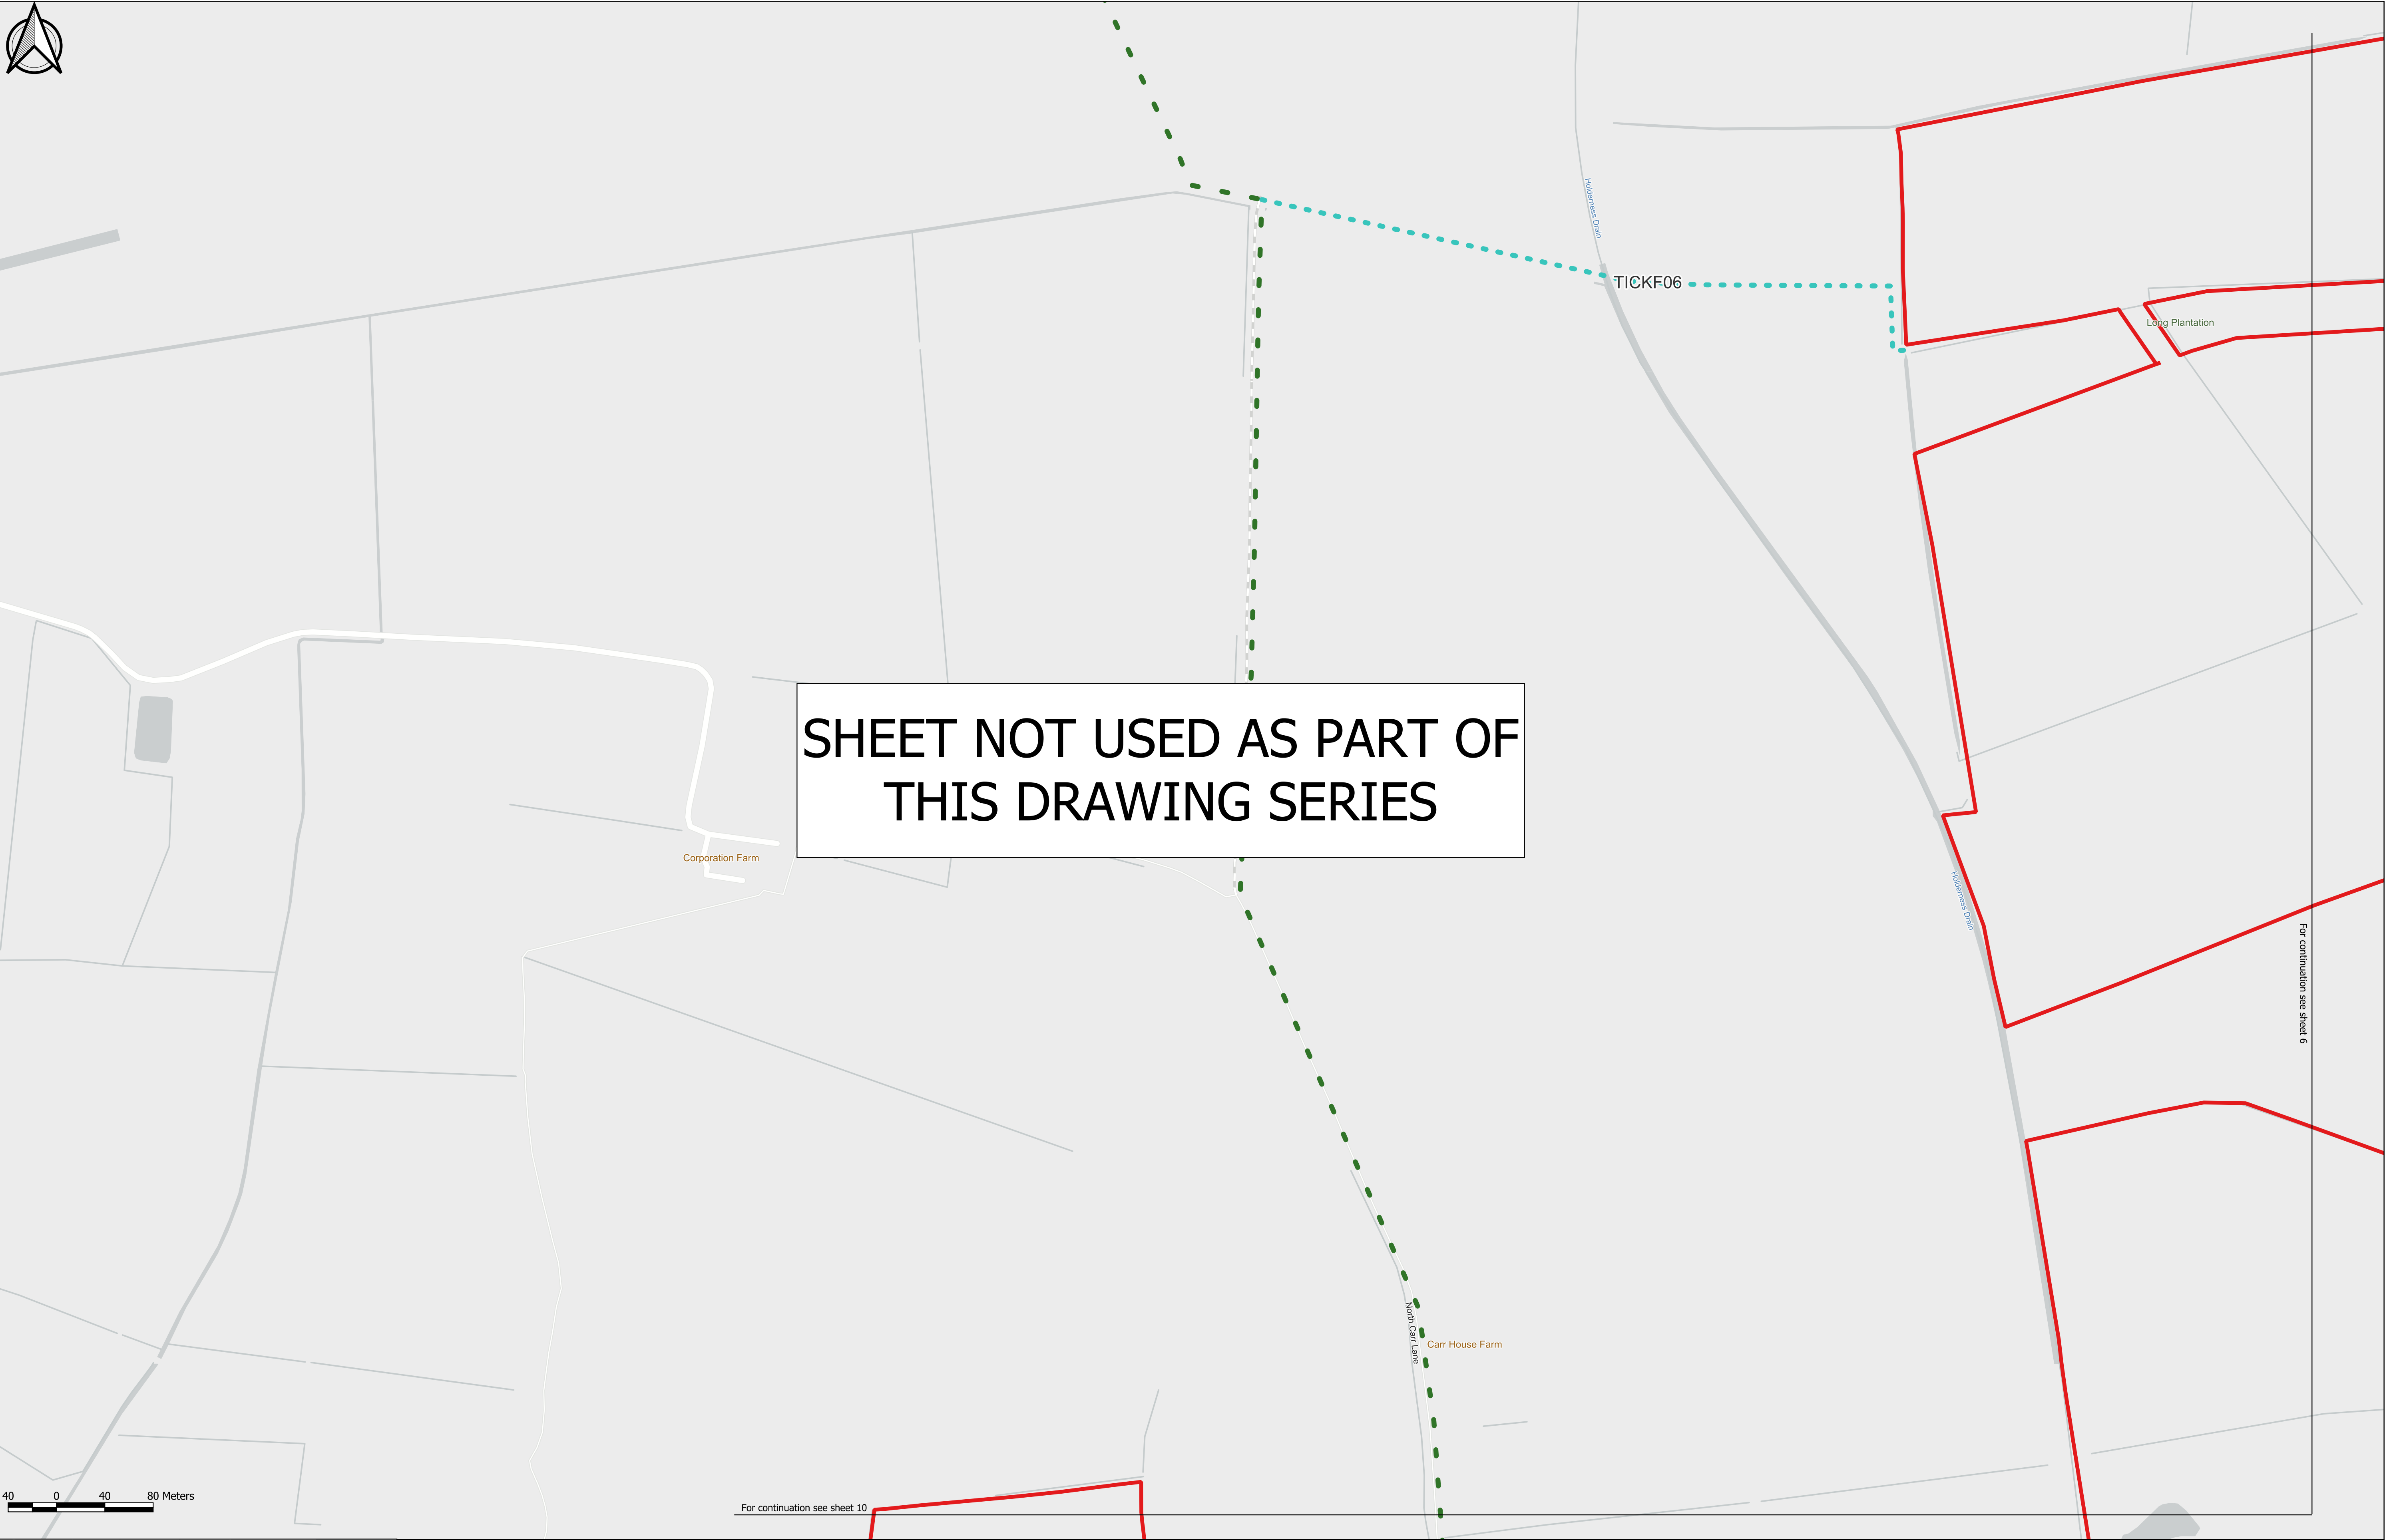 Holderness Drain
TICKF06
Long Plantation
SHEET NOT USED AS PART OF
THIS DRAWING SERIES
Corporation Farm
Holderness Drain
For continuation see sheet 6
North Carr Lane
Carr House Farm
40 0 40 80 Meters
For continuation see sheet 10